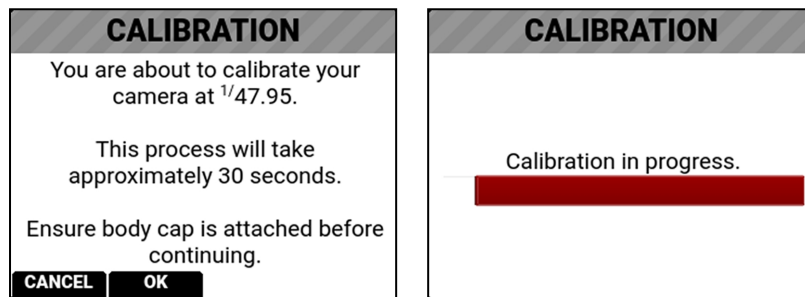 CALIBRATION
You are about to calibrate your
camera at 1/47.95.
This process will take
approximately 30 seconds.
Ensure body cap is attached before
continuing.
CANCEL OK
CALIBRATION
Calibration in progress.